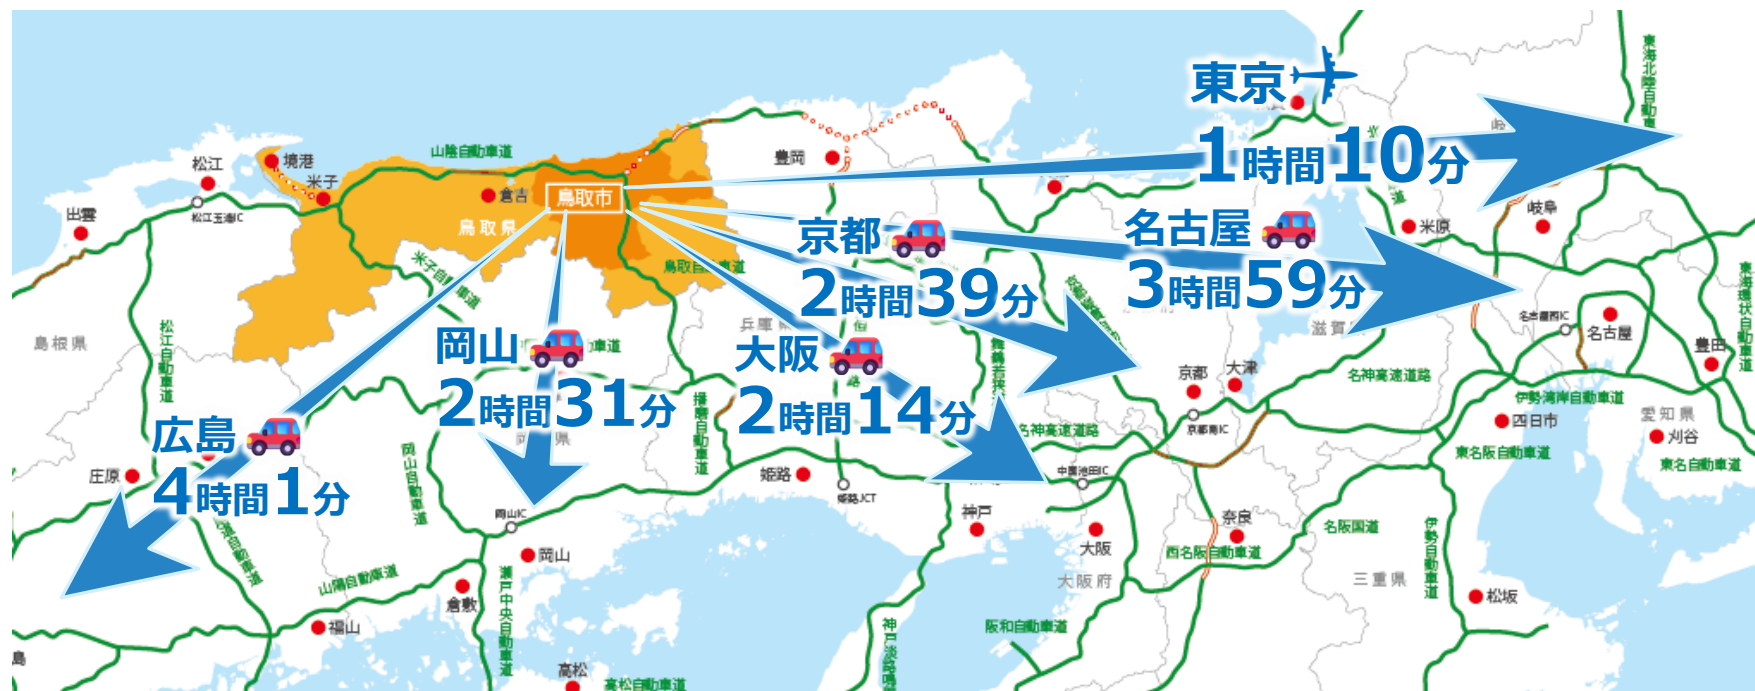 東京
1時間10分
京都
2時間39分
名古屋
3時間59分
大阪
2時間14分
岡山
2時間31分
広島
4時間1分
鳥取市
鳥取県
松江
境港
米子
出雲
松江玉造IC
倉吉
山陰自動車道
豊岡
米原
岐阜
東海北陸自動車
米子自動車道
鳥取自動車道
島根県
松江自動車道
兵庫県
滋賀
京都
大津
京都南IC
名神高速道路
名古屋西IC
名古屋
豊田
東海環状自動車道
伊勢湾岸自動車道
四日市
愛知県
刈谷
東名阪自動車道
東名自動車道
庄原
岡山自動車道
播磨自動車道
舞鶴若狭
名神高速道路
中国池田IC
姫路
姫路JCT
神戸
大阪
大阪府
奈良
西名阪自動車道
名阪国道
伊勢自動車道
三重県
松坂
岡山IC
岡山
倉敷
山陽自動車道
福山
瀬戸中央自動車道
高松
高松自動車道
神戸淡路鳴
阪和自動車道
島